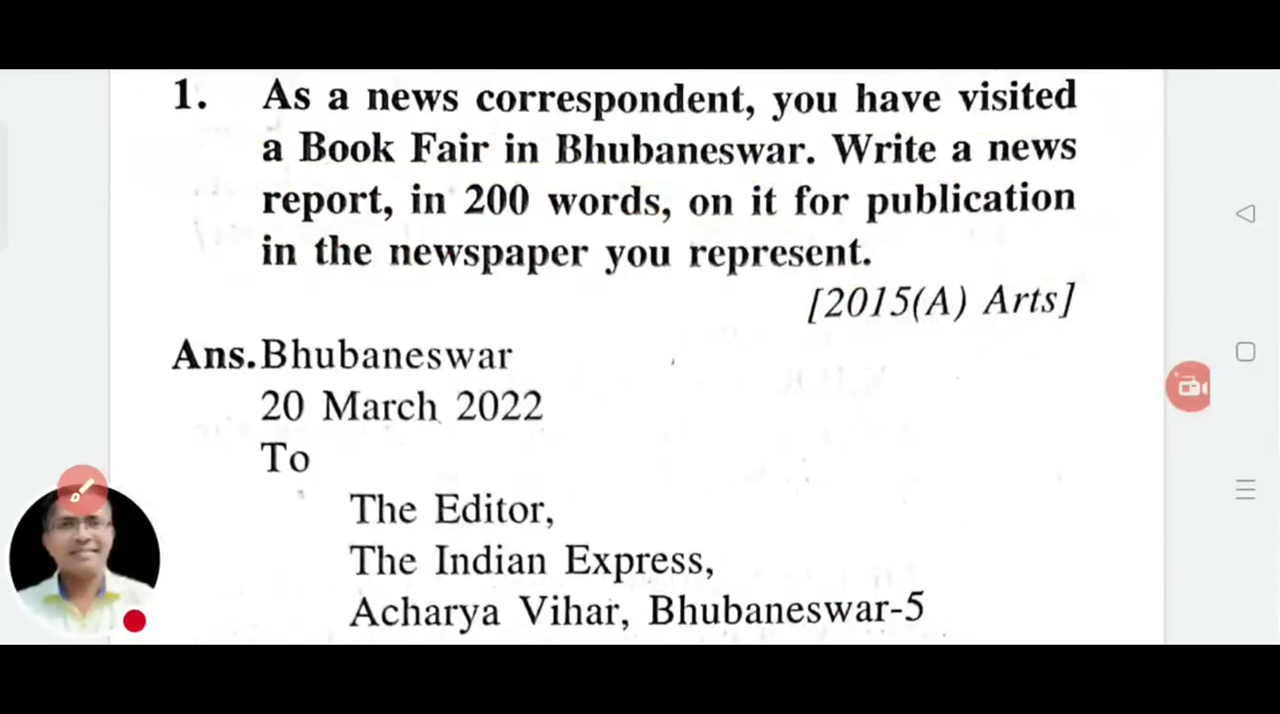 1. As a news correspondent, you have visited
a Book Fair in Bhubaneswar. Write a news
report, in 200 words, on it for publication
in the newspaper you represent.
[2015(A) Arts]
Ans. Bhubaneswar
20 March 2022
To
The Editor,
The Indian Express,
Acharya Vihar, Bhubaneswar-5